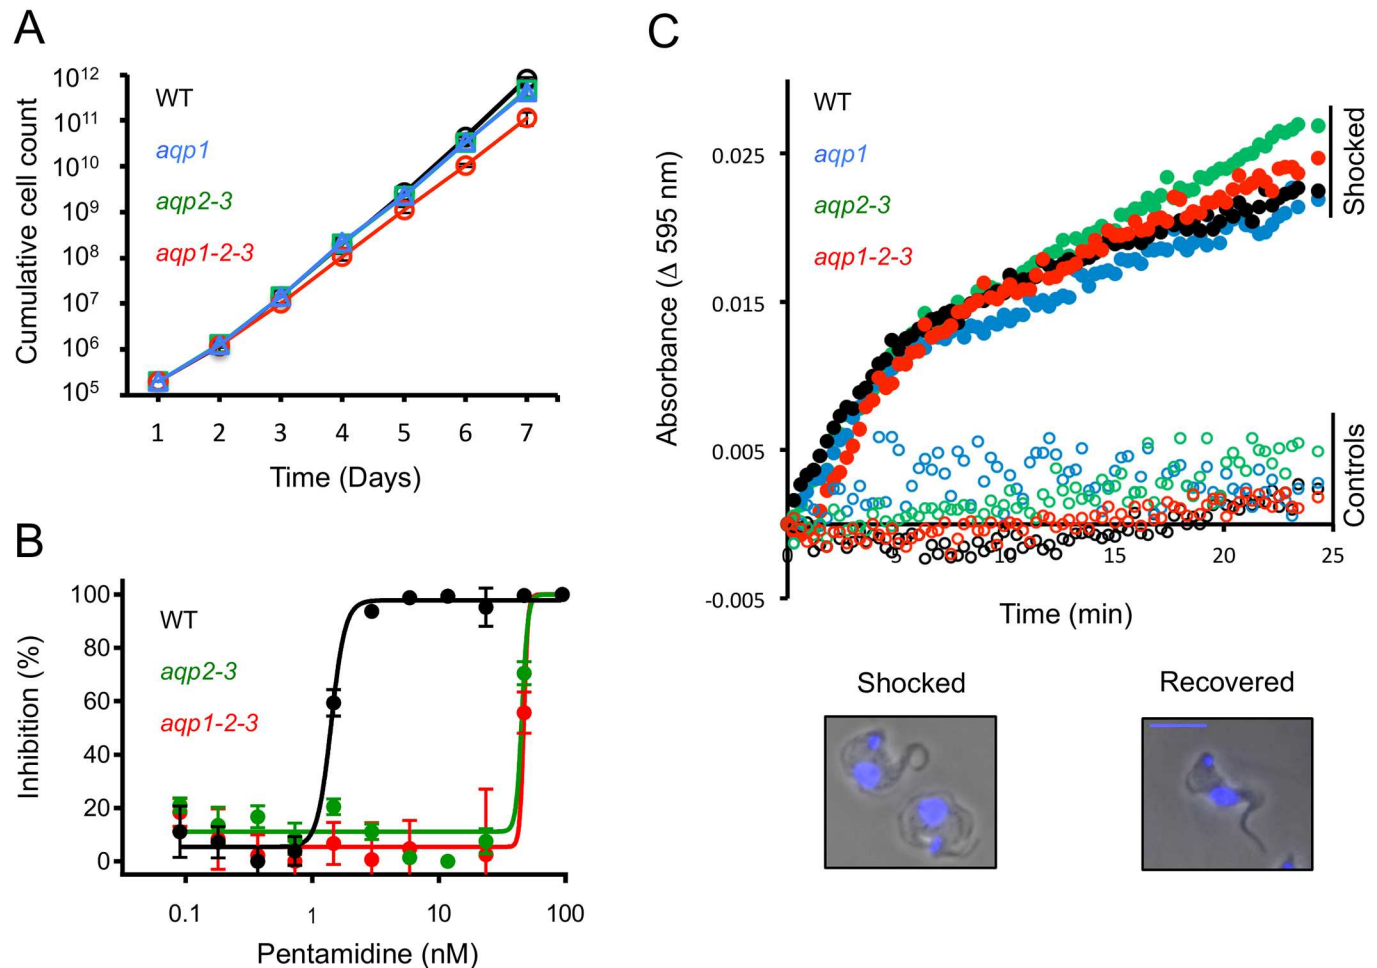 A
Cumulative cell count
10¹²
10¹¹
10¹⁰
10⁹
10⁸
10⁷
10⁶
10⁵
WT
aqp1
aqp2-3
aqp1-2-3
1 2 3 4 5 6 7
Time (Days)
B
Inhibition (%)
100
80
60
40
20
0
WT
aqp2-3
aqp1-2-3
0.1 1 10 100
Pentamidine (nM)
C
Absorbance (Δ 595 nm)
0.025
0.015
0.005
-0.005
WT
aqp1
aqp2-3
aqp1-2-3
Shocked
Controls
0 5 10 15 20 25
Time (min)
Shocked
Recovered